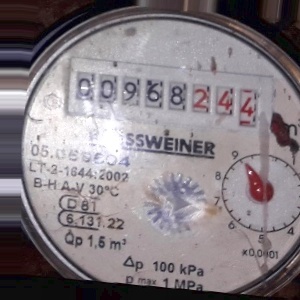 00968244
SSWEINER
LT-2-1644:2002
B-H A-V 30°C
D 81
6.131.22
Qp 1,5 m³
Δp 100 kPa
p max 1 MPa
9
8
7
6
5
4
x0,0001